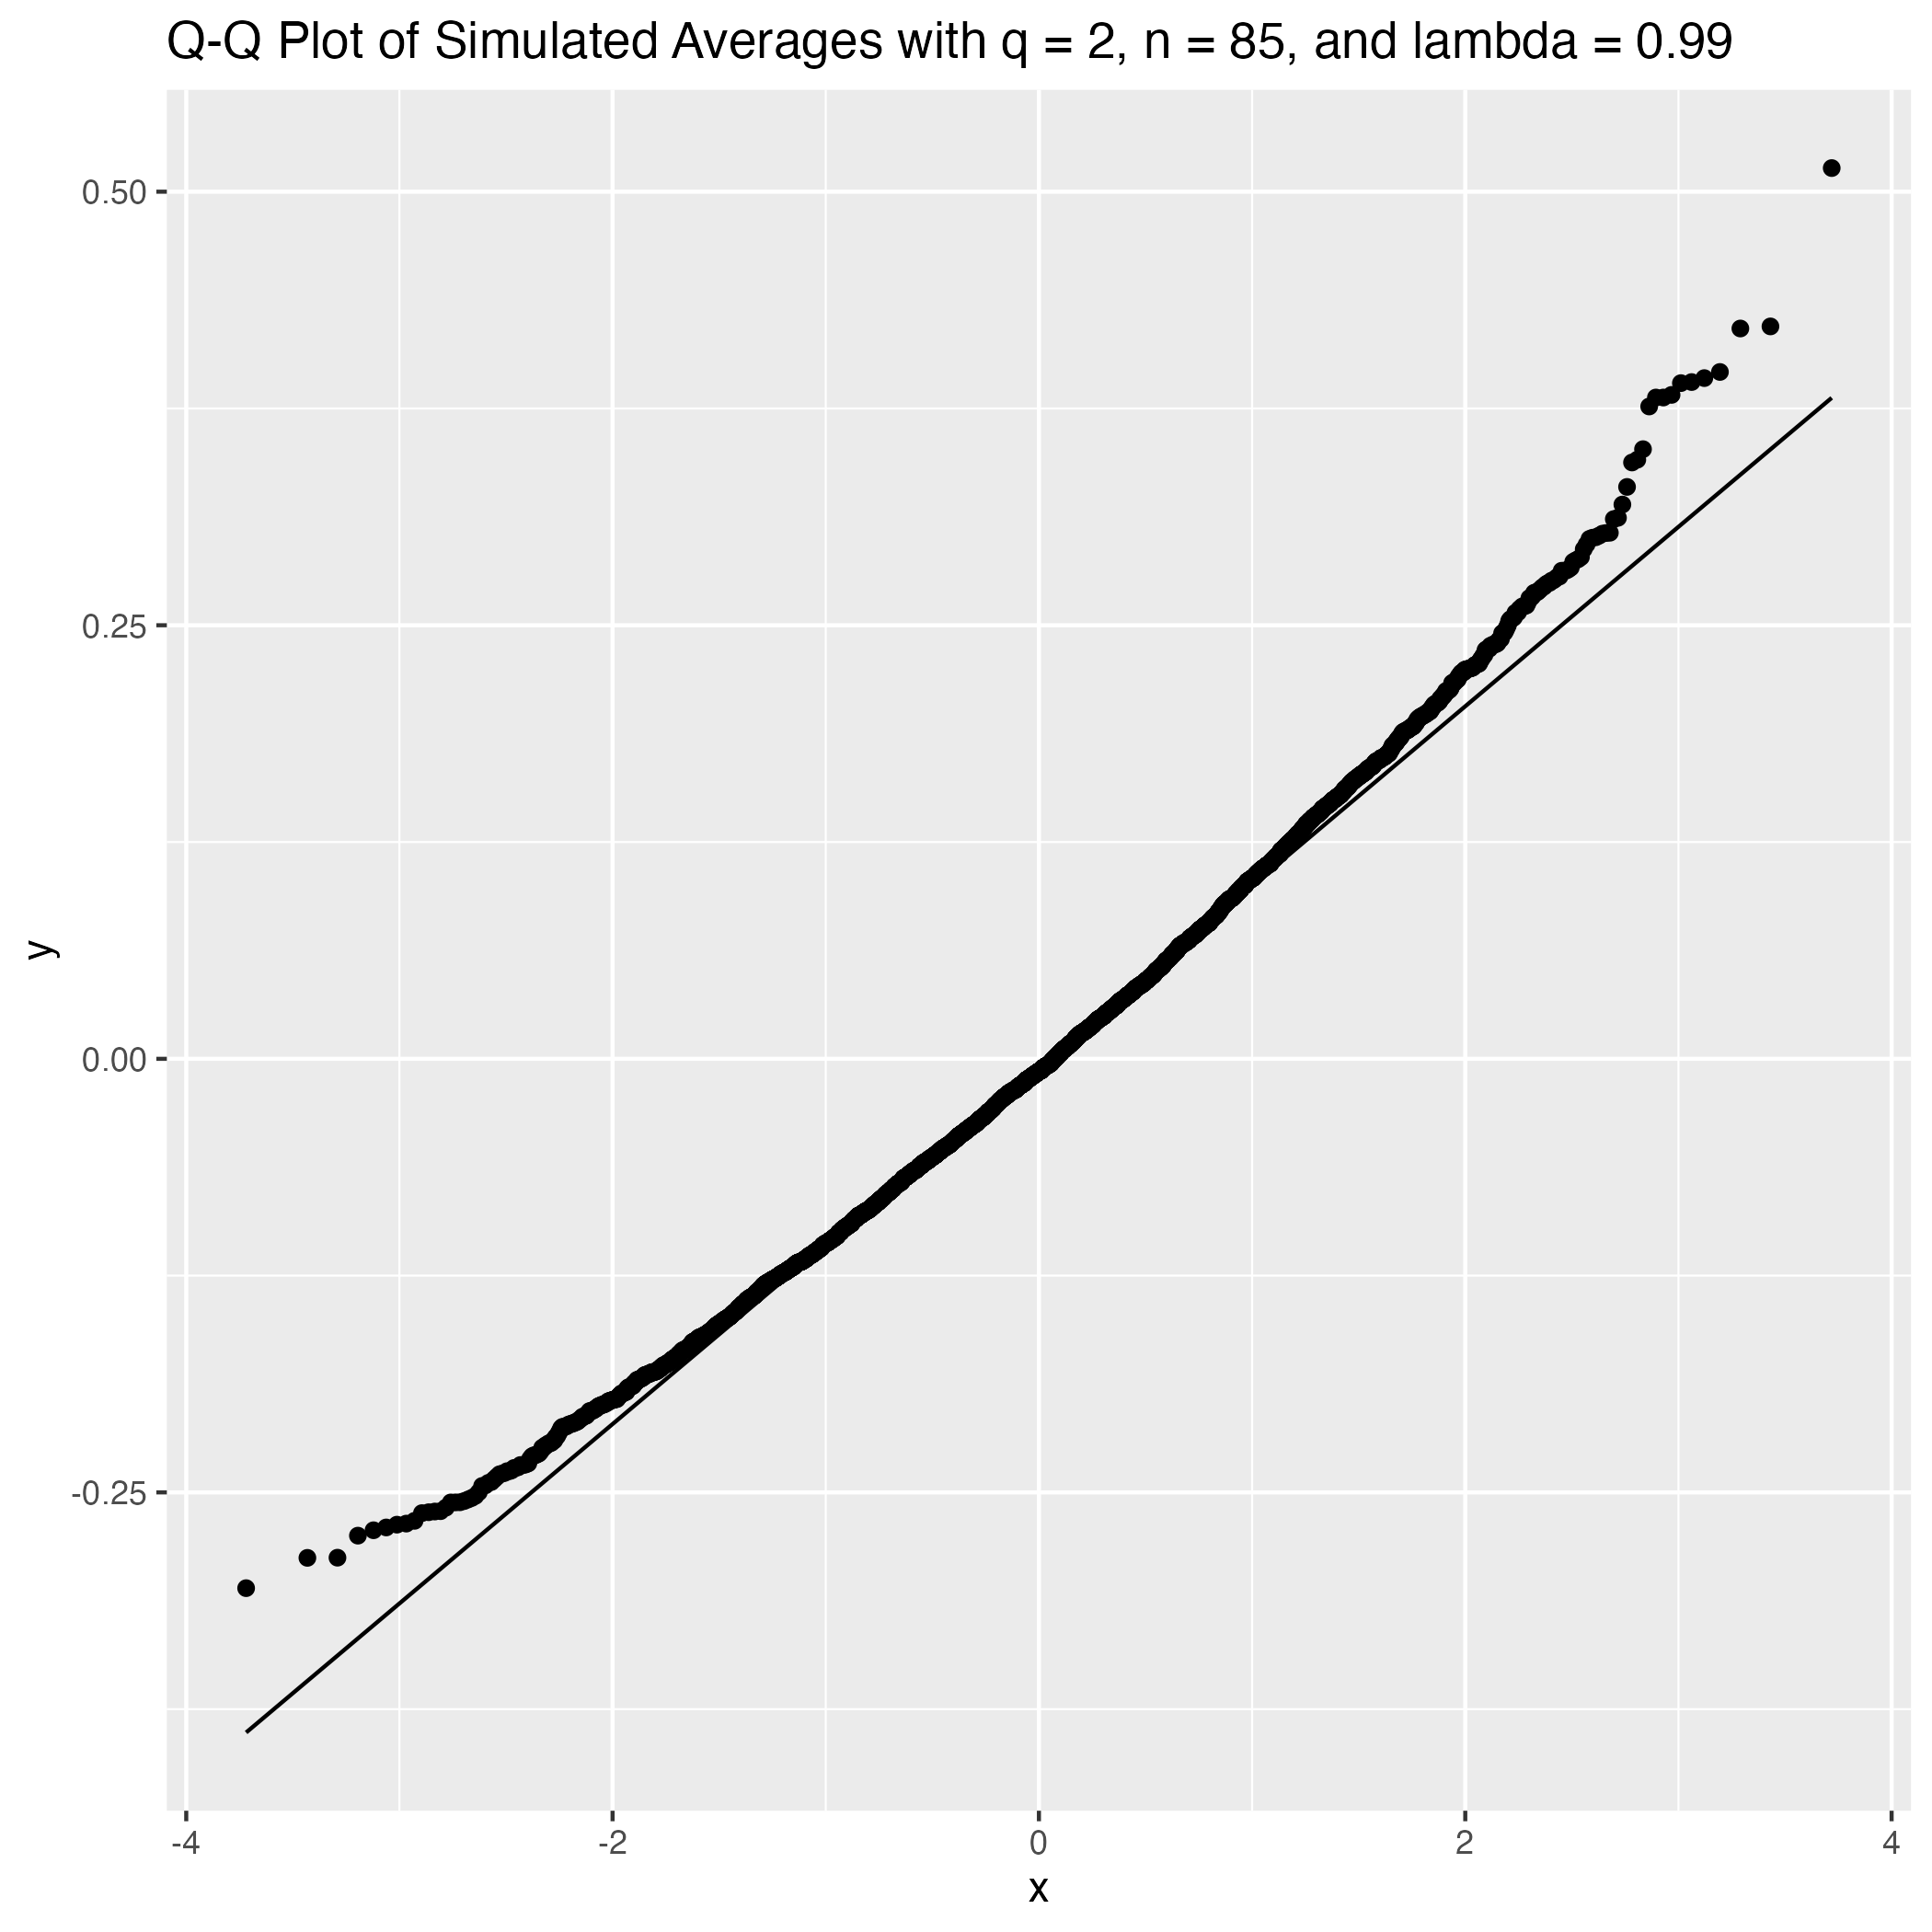 Q-Q Plot of Simulated Averages with q = 2, n = 85, and lambda = 0.99
0.50
0.25
0.00
-0.25
y
-4 -2 0 2 4
x